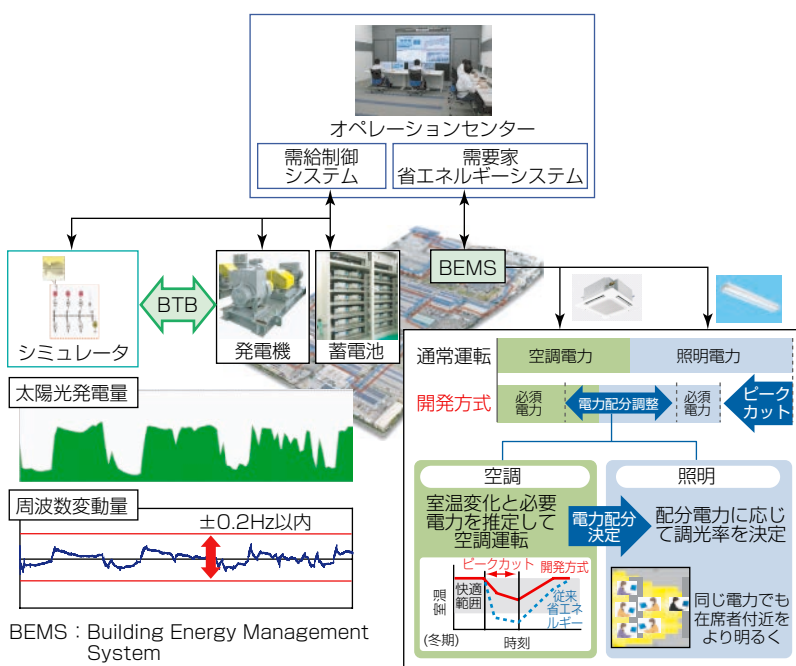 オペレーションセンター
需給制御
システム
需要家
省エネルギーシステム
BEMS
BTB
シミュレータ
発電機
蓄電池
通常運転
空調電力
照明電力
開発方式
必須
電力
電力配分調整
必須
電力
ピーク
カット
太陽光発電量
周波数変動量
±0.2Hz以内
空調
室温変化と必要
電力を推定して
空調運転
電力配分
決定
照明
配分電力に応じ
て調光率を決定
ピークカット
開発方式
室温
快適
範囲
従来
省エネ
ルギー
(冬期)
時刻
同じ電力でも
在席者付近を
より明るく
BEMS：Building Energy Management
System